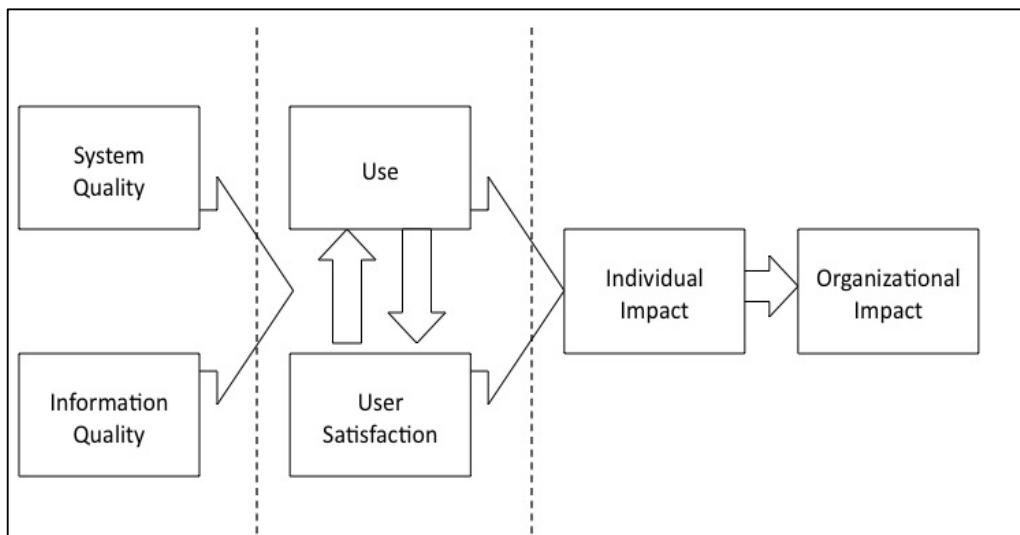 System
Quality
Information
Quality
Use
User
Satisfaction
Individual
Impact
Organizational
Impact